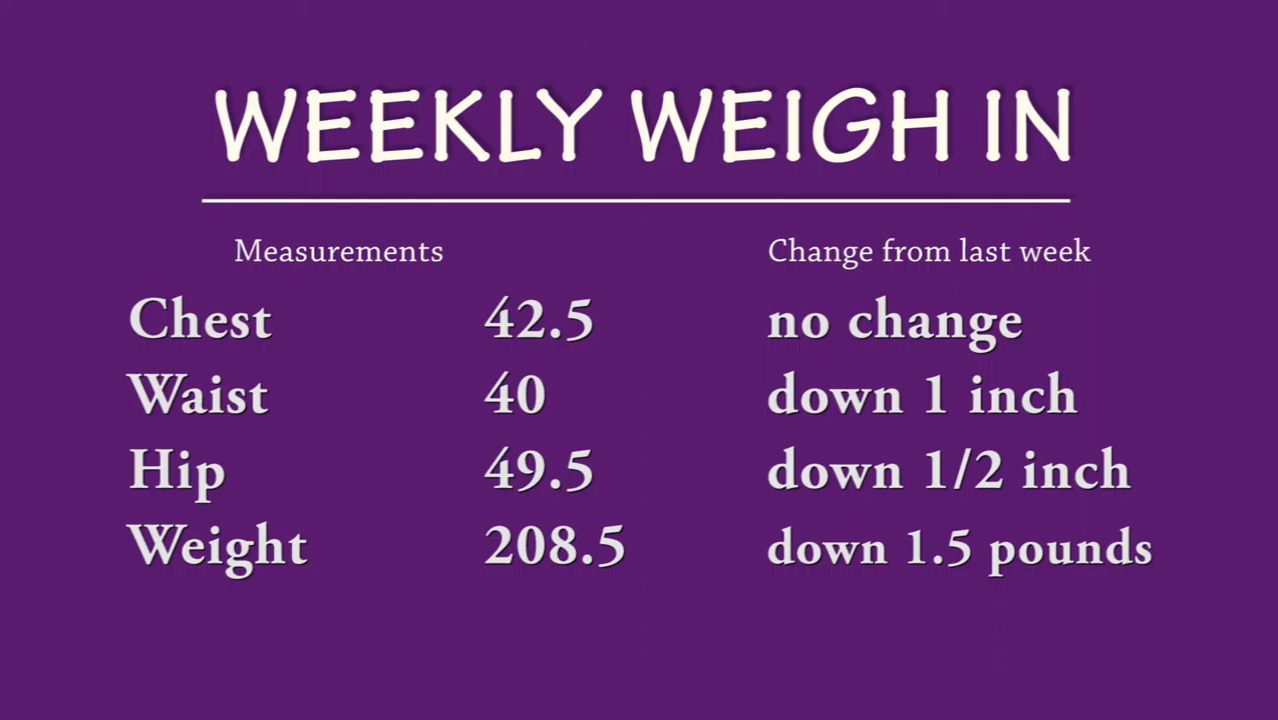 WEEKLY WEIGH IN
Measurements Change from last week
Chest 42.5 no change
Waist 40 down 1 inch
Hip 49.5 down 1/2 inch
Weight 208.5 down 1.5 pounds